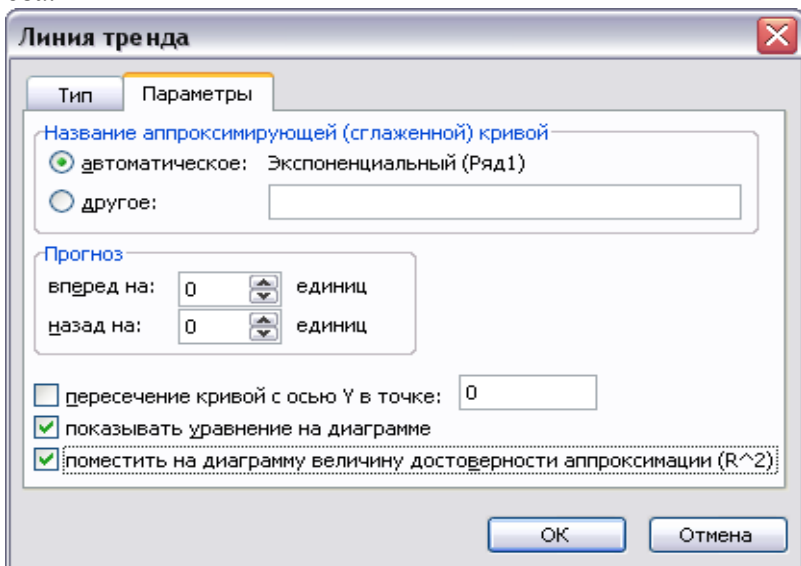 Линия тренда
Тип Параметры
Название аппроксимирующей (сглаженной) кривой
автоматическое: Экспоненциальный (Ряд1)
другое:
Прогноз
вперед на: 0 единиц
назад на: 0 единиц
пересечение кривой с осью Y в точке: 0
показывать уравнение на диаграмме
поместить на диаграмму величину достоверности аппроксимации (R^2)
ОК Отмена